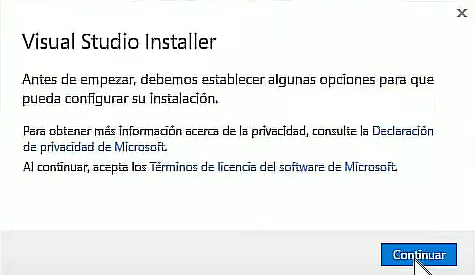 Visual Studio Installer
Antes de empezar, debemos establecer algunas opciones para que
pueda configurar su instalación.
Para obtener más información acerca de la privacidad, consulte la Declaración
de privacidad de Microsoft.
Al continuar, acepta los Términos de licencia del software de Microsoft.
Continuar